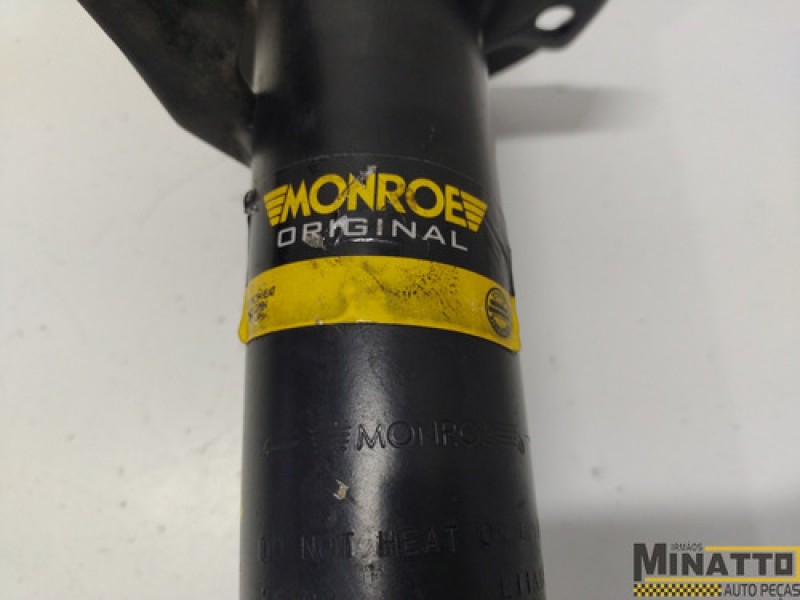 MONROE
ORIGINAL
MONROE
DO NOT HEAT
IRMÃOS
MINATTO
AUTO PEÇAS